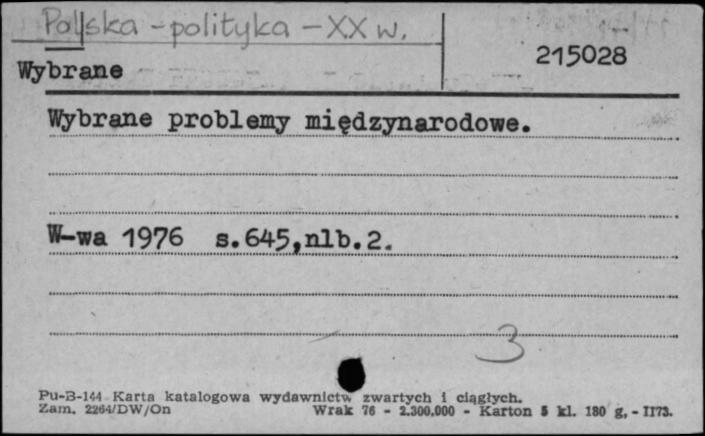 Polska - polityka - XX w.
215028
Wybrane
Wybrane problemy międzynarodowe.
W-wa 1976 s.645,nlb.2.
3
Pu-B-144 Karta katalogowa wydawnictw zwartych i ciągłych.
Zam. 2264/DW/On Wrak 76 - 2.300.000 - Karton 5 kl. 180 g. - II73.